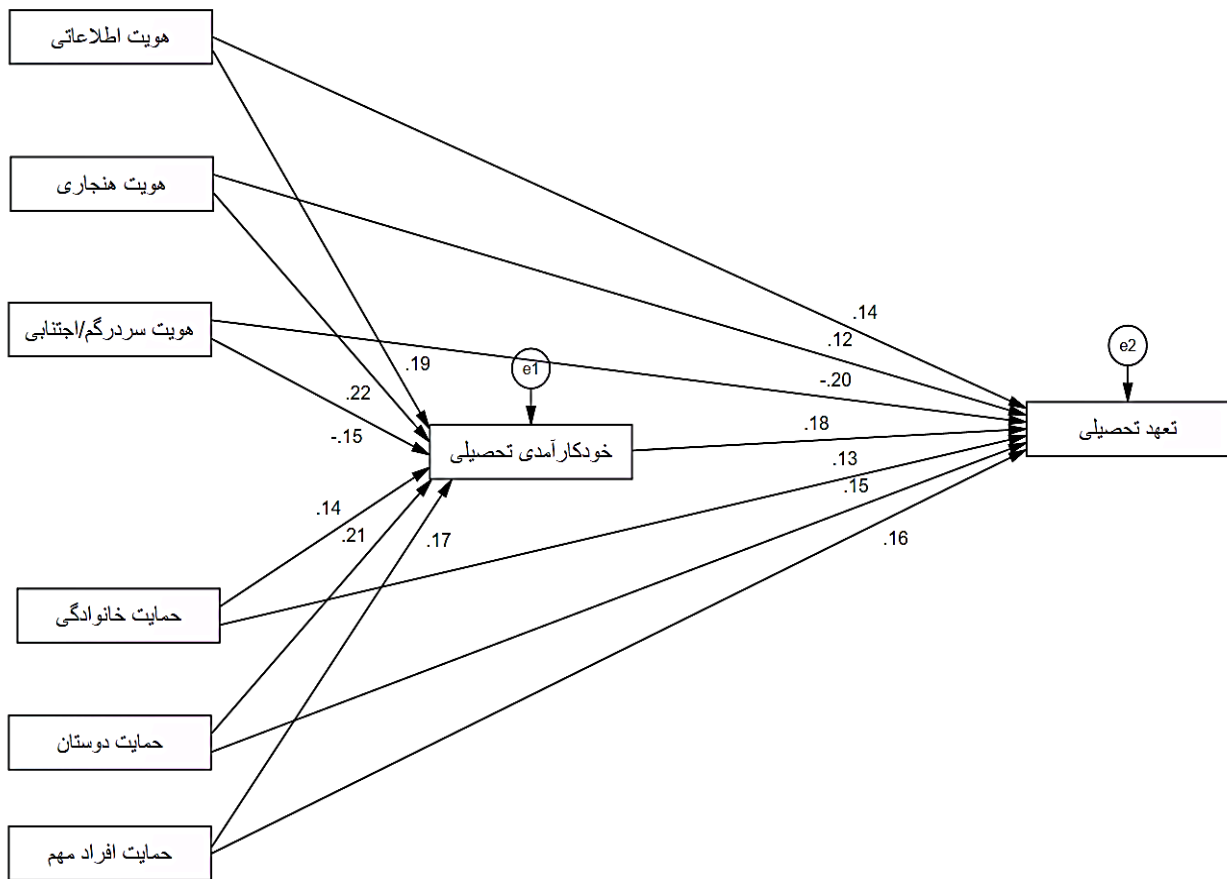 هویت اطلاعاتی
هویت هنجاری
هویت سردرگم/اجتنابی
.14
.12
-.20
.19
.22
-.15
e1
e2
خودکارآمدی تحصیلی
تعهد تحصیلی
.18
.13
.15
.16
.14
.21
.17
حمایت خانوادگی
حمایت دوستان
حمایت افراد مهم